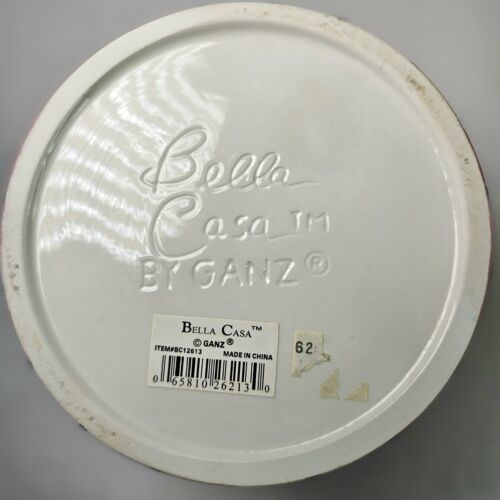 Bella
Casa TM
BY GANZ®
BELLA CASA™
© GANZ®
ITEM#BC12613 MADE IN CHINA
0 65810 26213 0
62